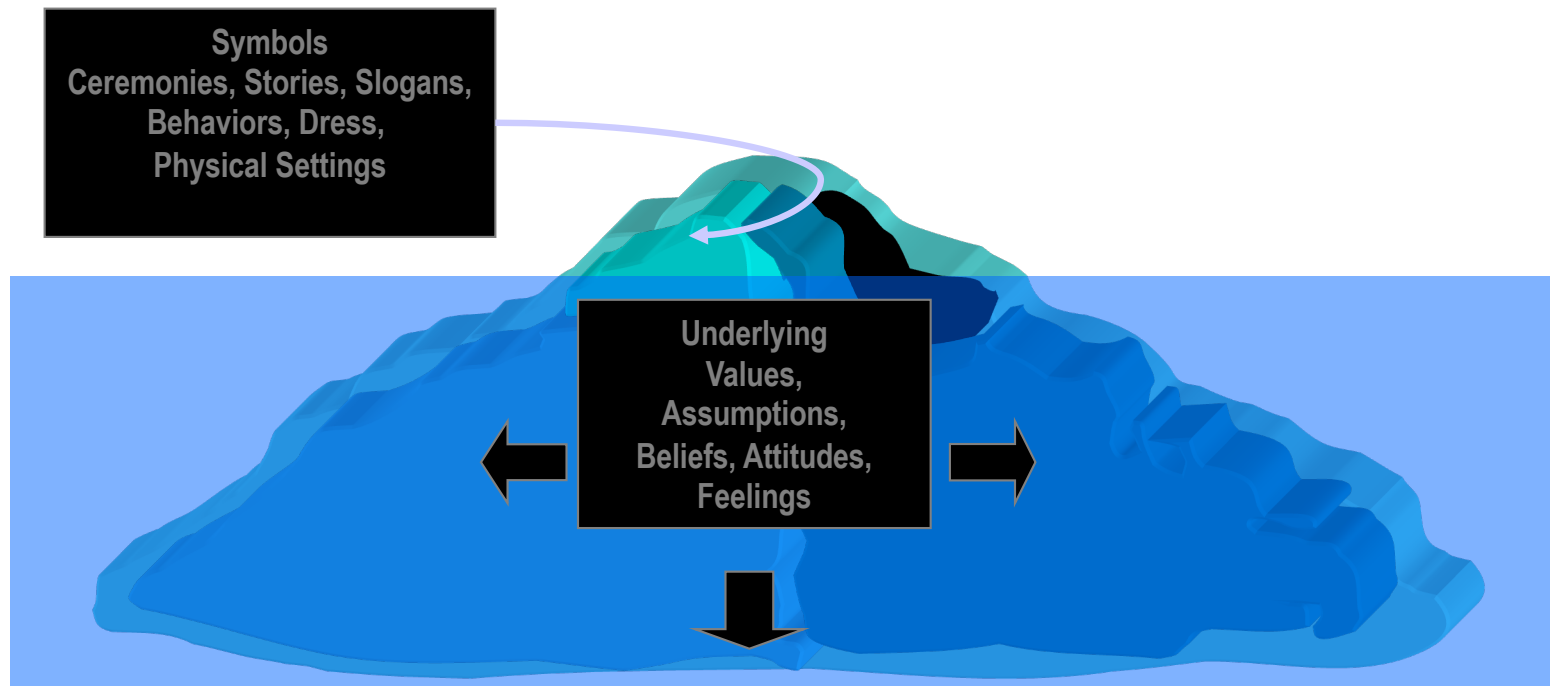 Symbols
Ceremonies, Stories, Slogans,
Behaviors, Dress,
Physical Settings
Underlying
Values,
Assumptions,
Beliefs, Attitudes,
Feelings